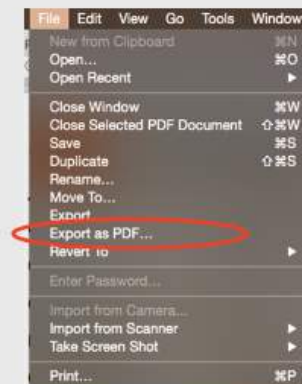 File Edit View Go Tools Window
New from Clipboard ⌘N
Open... ⌘O
Open Recent ▶
Close Window ⌘W
Close Selected PDF Document ⇧⌘W
Save ⌘S
Duplicate ⇧⌘S
Rename...
Move To...
Export...
Export as PDF...
Revert To ▶
Enter Password...
Import from Camera...
Import from Scanner ▶
Take Screen Shot ▶
Print... ⌘P